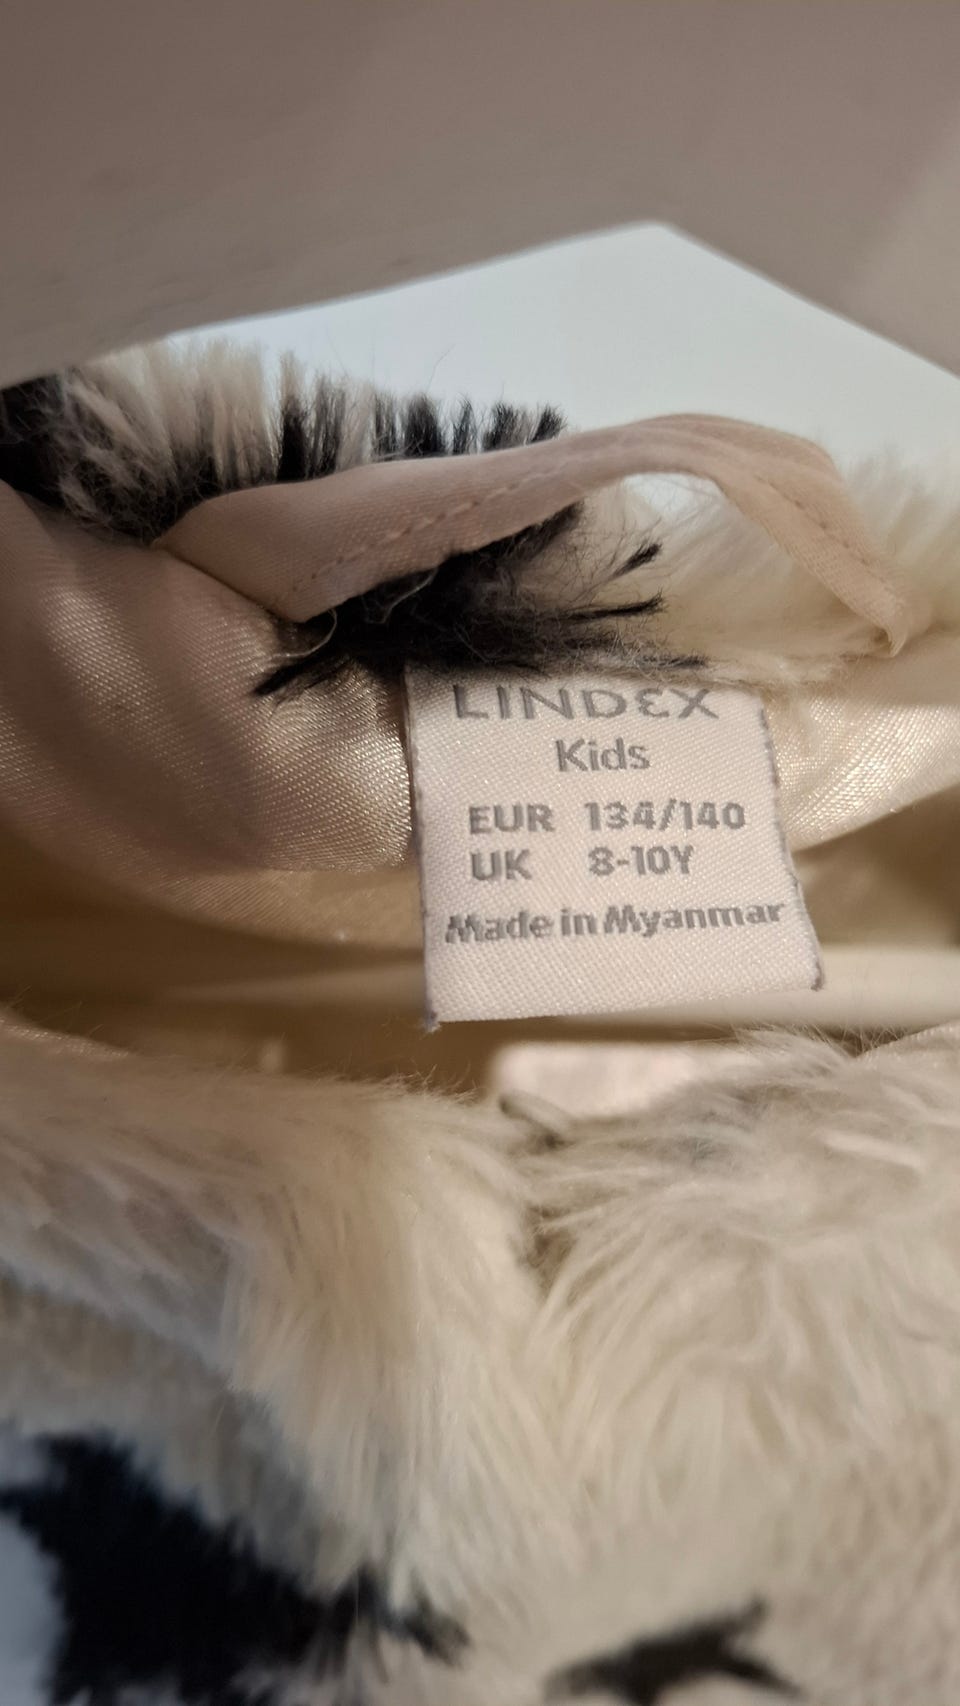 LINDEX
Kids
EUR 134/140
UK 8-10Y
Made in Myanmar